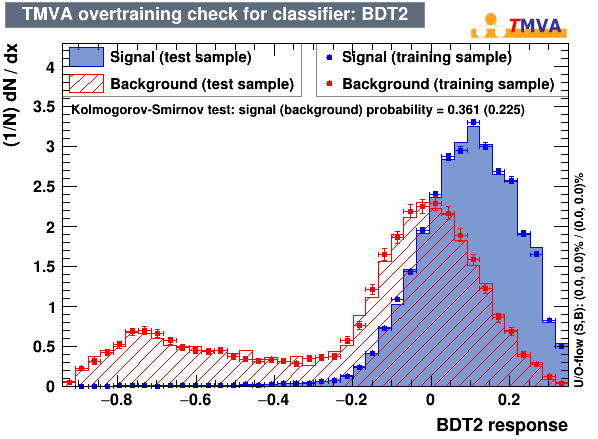 TMVA overtraining check for classifier: BDT2
TMVA
(1/N) dN / dx
Signal (test sample)
Background (test sample)
Signal (training sample)
Background (training sample)
Kolmogorov-Smirnov test: signal (background) probability = 0.361 (0.225)
4
3.5
3
2.5
2
1.5
1
0.5
0
−0.8 −0.6 −0.4 −0.2 0 0.2
BDT2 response
U/O-flow (S,B): (0.0, 0.0)% / (0.0, 0.0)%